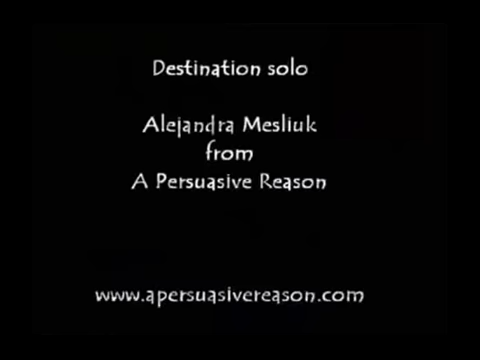 Destination solo
Alejandra Mesliuk
from
A Persuasive Reason
www.apersuasivereason.com